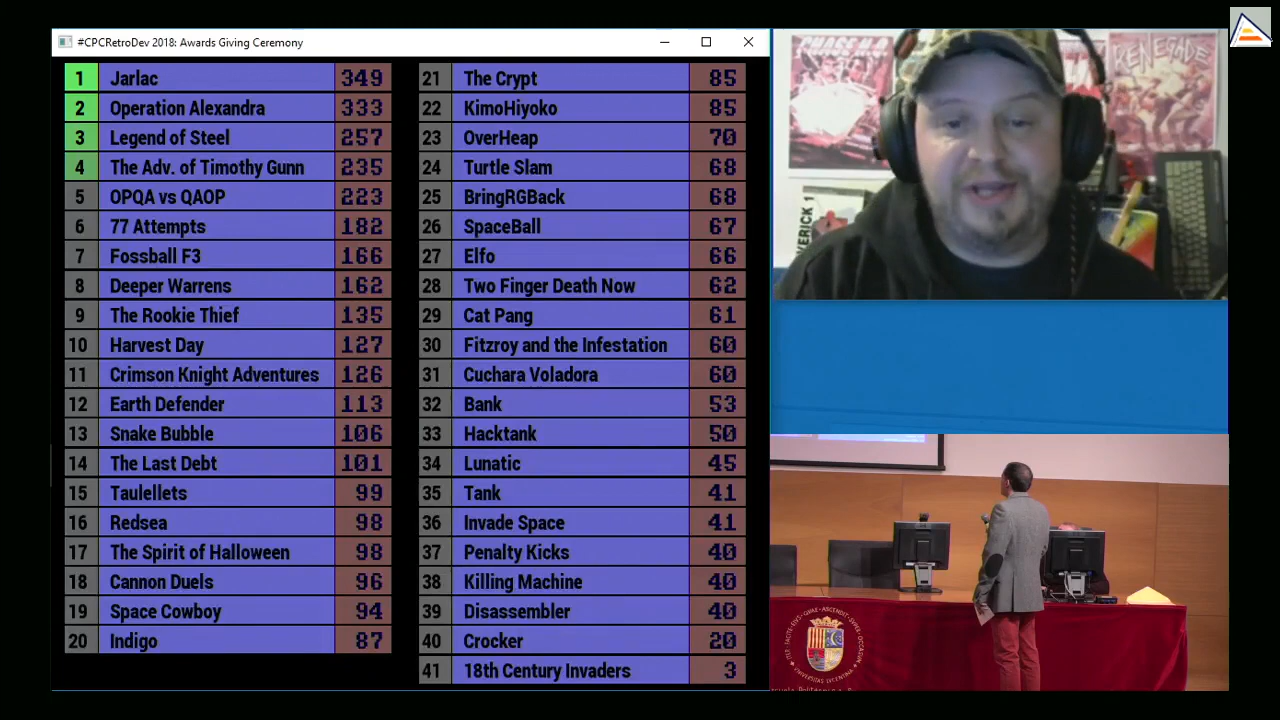 #CPCRetroDev 2018: Awards Giving Ceremony
1 Jarlac 349
2 Operation Alexandra 333
3 Legend of Steel 257
4 The Adv. of Timothy Gunn 235
5 OPQA vs QAOP 223
6 77 Attempts 182
7 Fossball F3 166
8 Deeper Warrens 162
9 The Rookie Thief 135
10 Harvest Day 127
11 Crimson Knight Adventures 126
12 Earth Defender 113
13 Snake Bubble 106
14 The Last Debt 101
15 Taulellets 99
16 Redsea 98
17 The Spirit of Halloween 98
18 Cannon Duels 96
19 Space Cowboy 94
20 Indigo 87
21 The Crypt 85
22 KimoHiyoko 85
23 OverHeap 70
24 Turtle Slam 68
25 BringRGBack 68
26 SpaceBall 67
27 Elfo 66
28 Two Finger Death Now 62
29 Cat Pang 61
30 Fitzroy and the Infestation 60
31 Cuchara Voladora 60
32 Bank 53
33 Hacktank 50
34 Lunatic 45
35 Tank 41
36 Invade Space 41
37 Penalty Kicks 40
38 Killing Machine 40
39 Disassembler 40
40 Crocker 20
41 18th Century Invaders 3
CHASE H.Q.
RENEGADE
VERICK 1